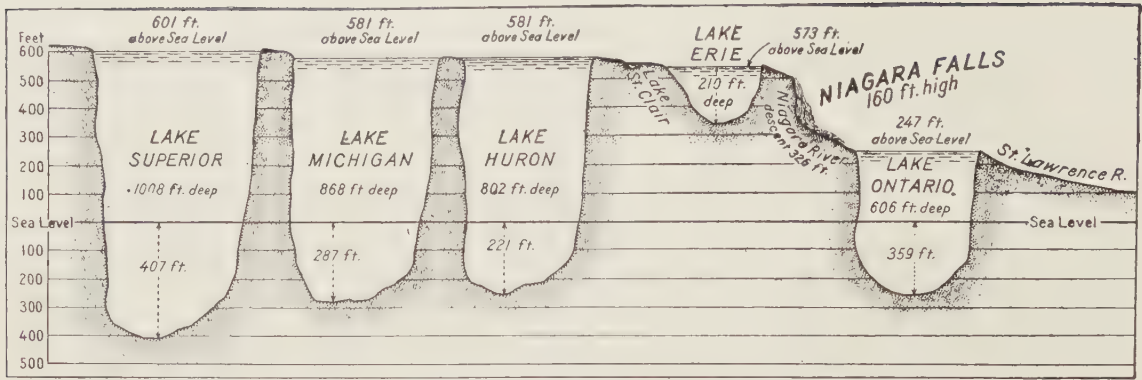 601 ft.
above Sea Level
581 ft.
above Sea Level
581 ft.
above Sea Level
LAKE
ERIE
573 ft.
above Sea Level
NIAGARA FALLS
160 ft. high
247 ft.
above Sea Level
Feet
600
500
400
300
200
100
Sea Level
100
200
300
400
500
LAKE
SUPERIOR
1008 ft. deep
407 ft.
LAKE
MICHIGAN
868 ft deep
287 ft.
LAKE
HURON
802 ft deep
221 ft.
Lake
St. Clair
210 ft.
deep
Niagara River
descent 326 ft.
LAKE
ONTARIO
606 ft. deep
359 ft.
St. Lawrence R.
Sea Level